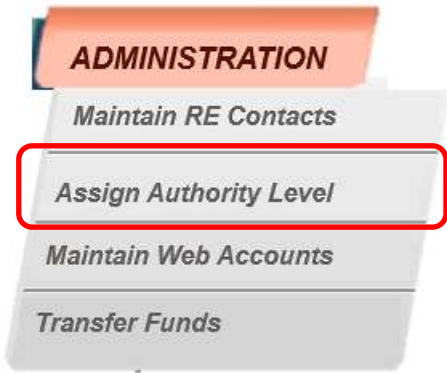 ADMINISTRATION
Maintain RE Contacts
Assign Authority Level
Maintain Web Accounts
Transfer Funds